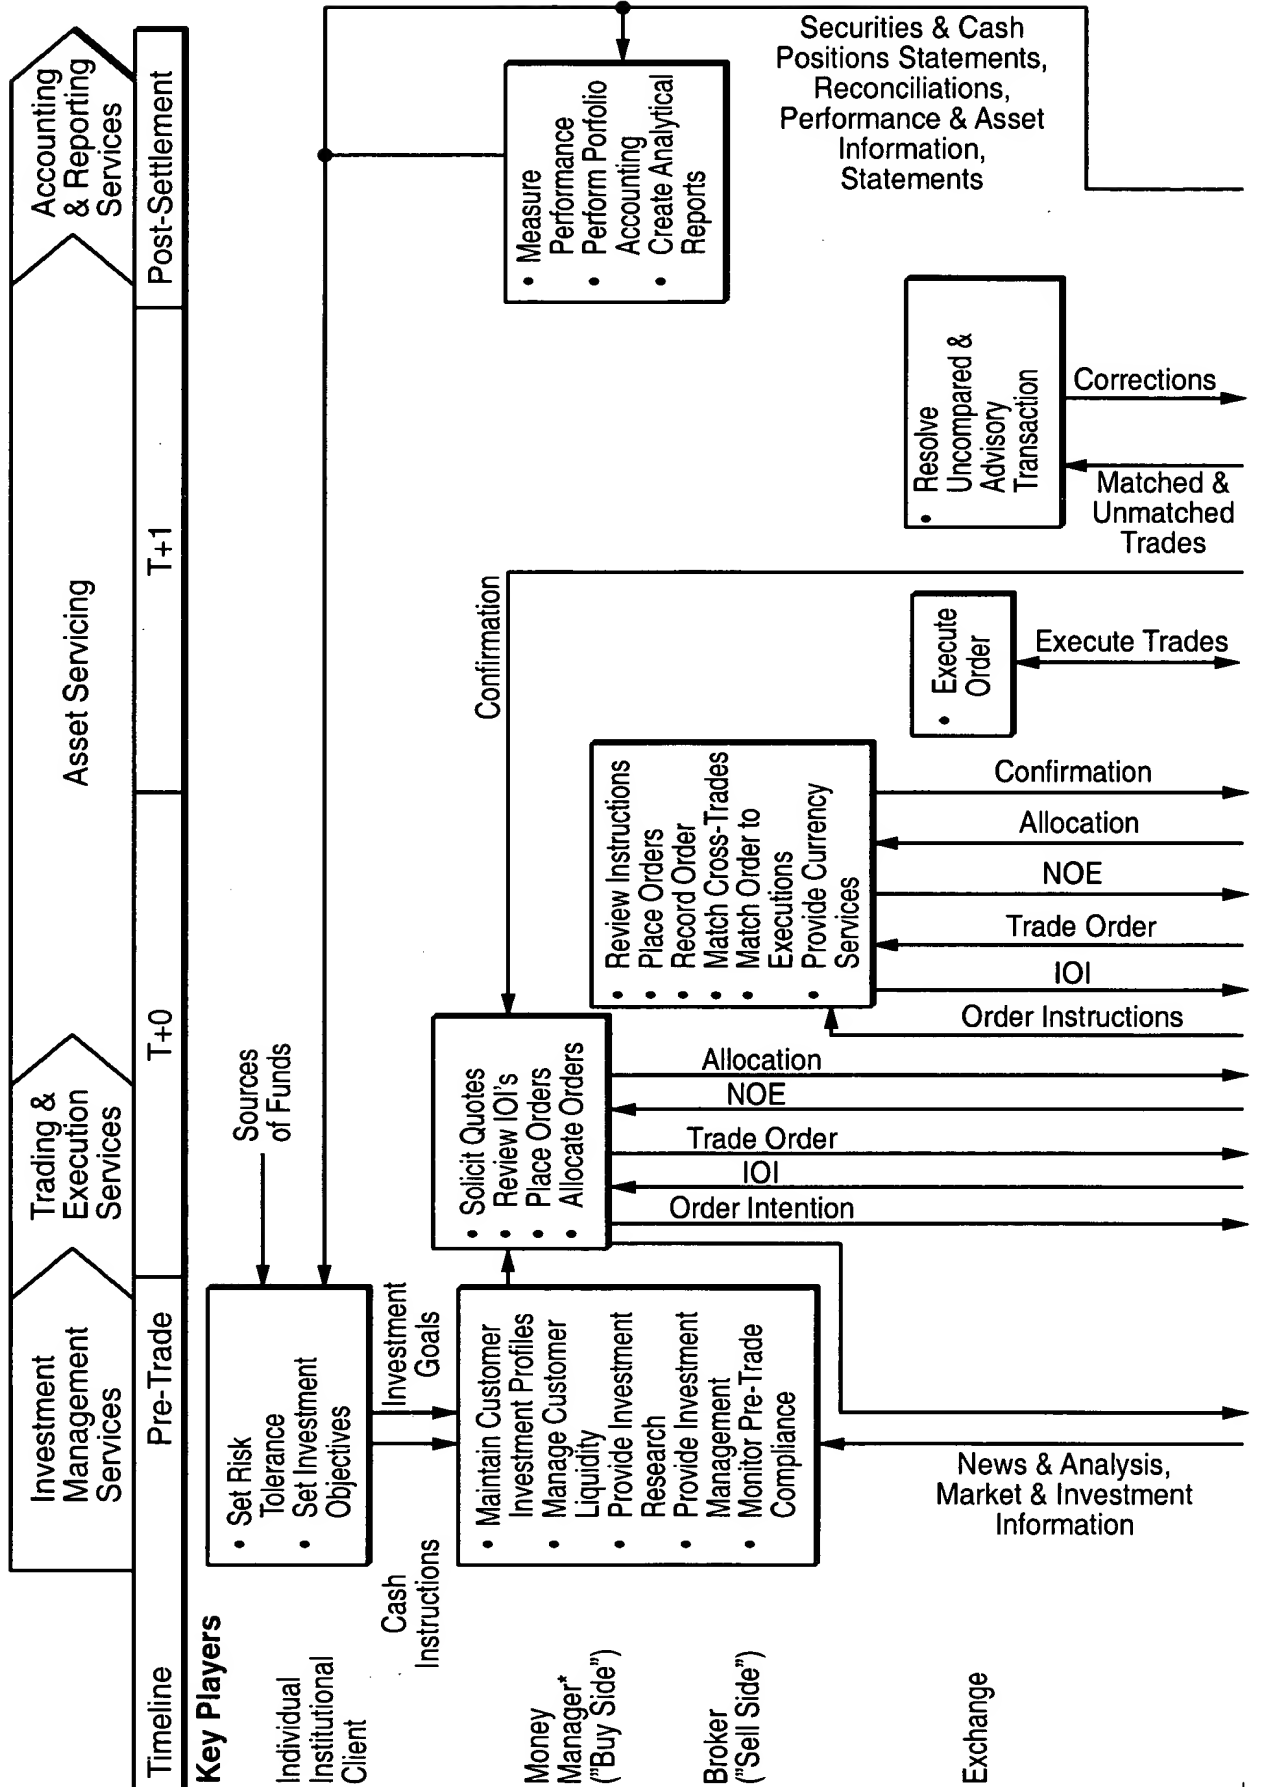 Investment
Management
Services
Trading &
Execution
Services
Asset Servicing
Accounting
& Reporting
Services
Timeline
Pre-Trade
T+0
T+1
Post-Settlement
Key Players
Individual
Institutional
Client
• Set Risk
Tolerance
• Set Investment
Objectives
Sources
of Funds
Cash
Instructions
Investment
Goals
Money
Manager*
("Buy Side")
• Maintain Customer
Investment Profiles
• Manage Customer
Liquidity
• Provide Investment
Research
• Provide Investment
Management
• Monitor Pre-Trade
Compliance
• Solicit Quotes
• Review IOI's
• Place Orders
• Allocate Orders
Confirmation
• Measure
Performance
• Perform Porfolio
Accounting
• Create Analytical
Reports
Broker
("Sell Side")
• Review Instructions
• Place Orders
• Record Order
• Match Cross-Trades
• Match Order to
Executions
• Provide Currency
Services
Exchange
• Execute
Order
• Resolve
Uncompared &
Advisory
Transaction
Securities & Cash
Positions Statements,
Reconciliations,
Performance & Asset
Information,
Statements
Corrections
Matched &
Unmatched
Trades
Execute Trades
Confirmation
Allocation
NOE
Trade Order
IOI
Order Instructions
Allocation
NOE
Trade Order
IOI
Order Intention
News & Analysis,
Market & Investment
Information